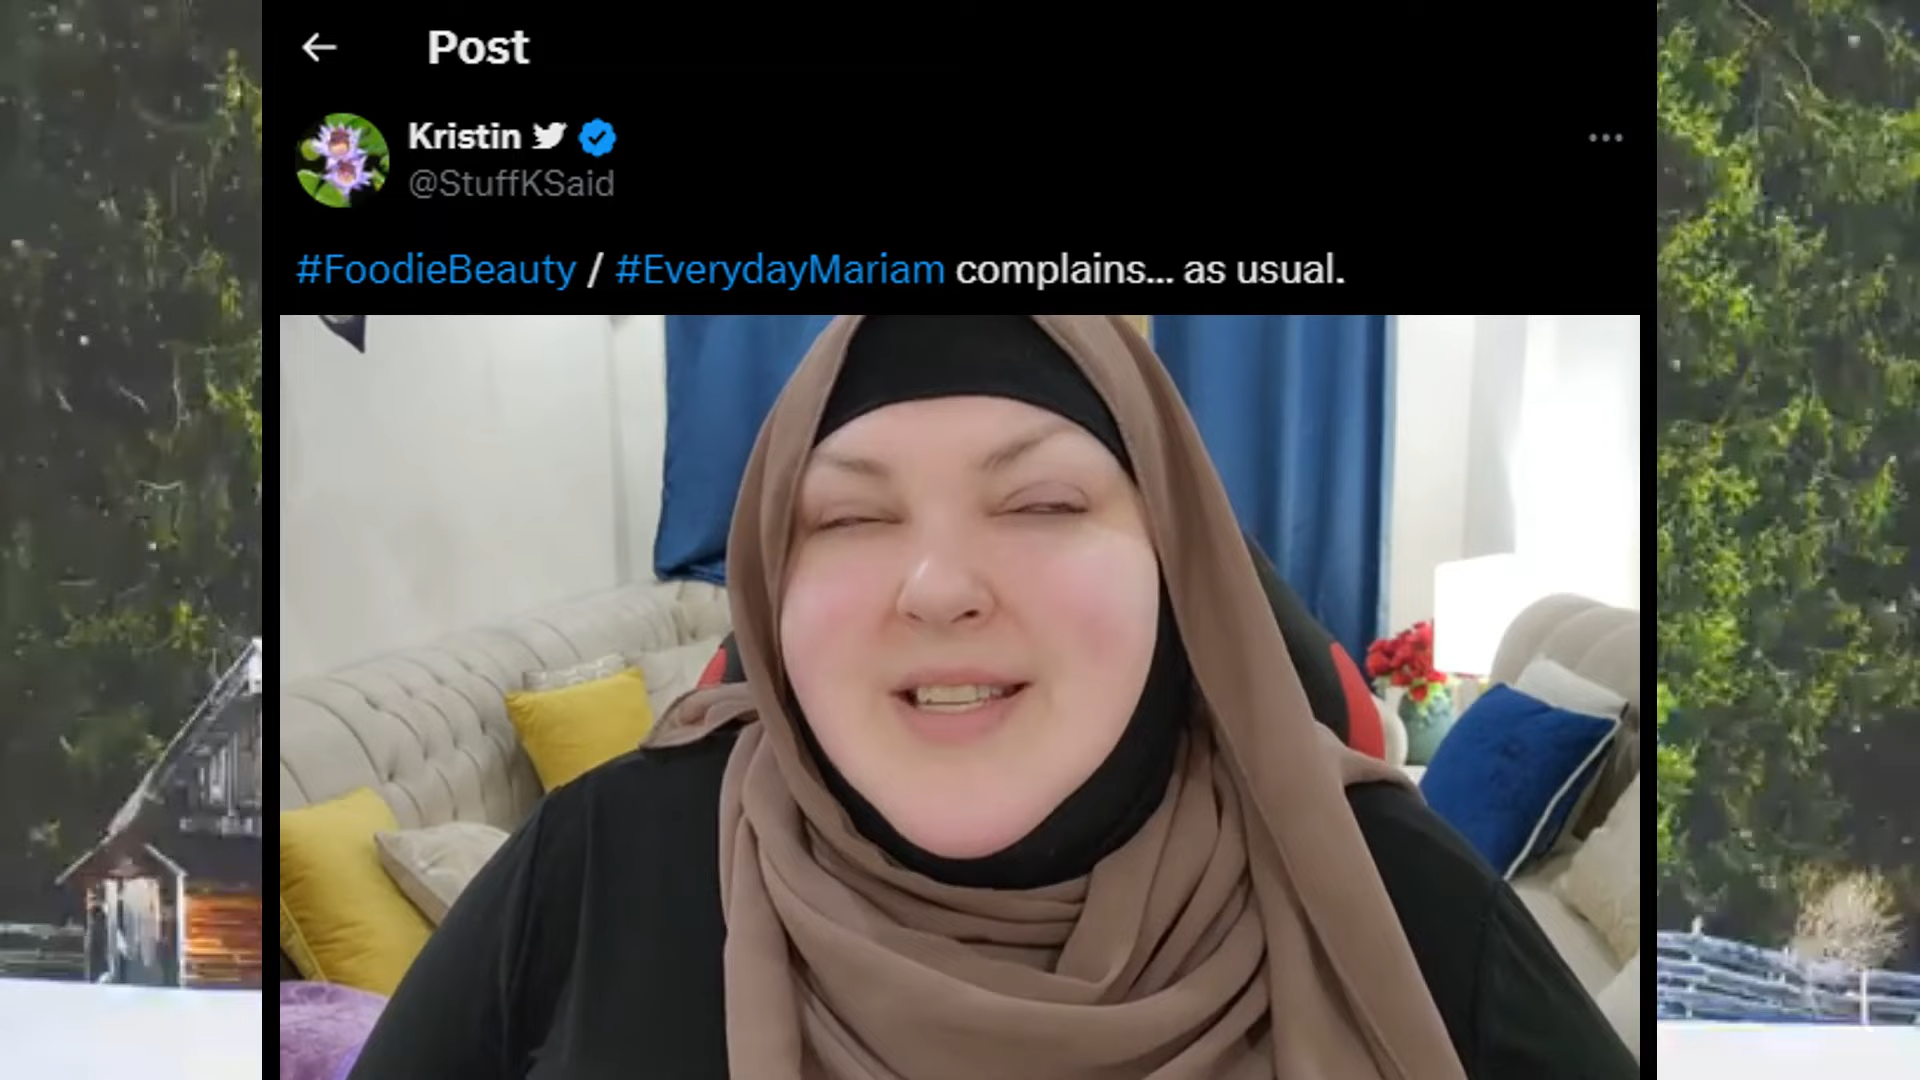 Post
Kristin
@StuffKSaid
#FoodieBeauty / #EverydayMariam complains... as usual.